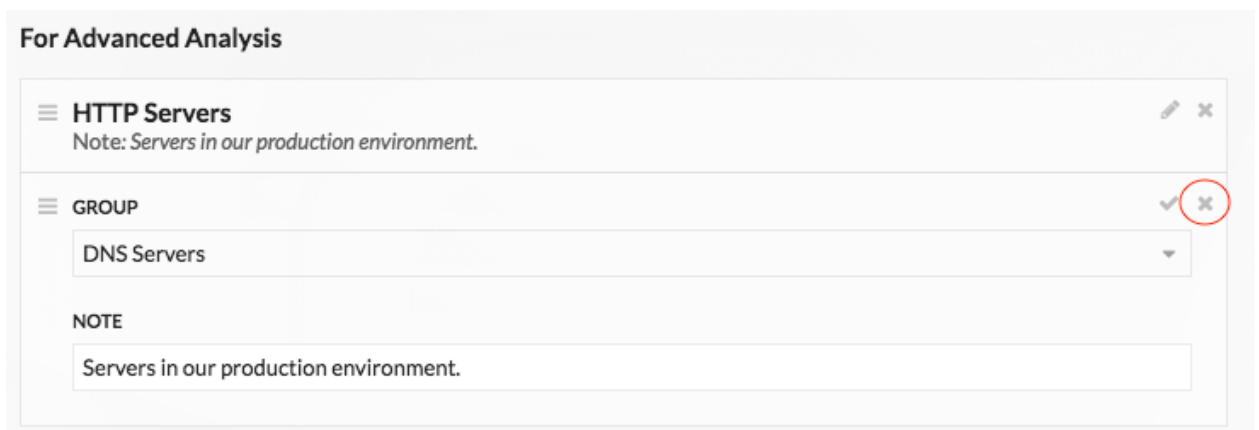 For Advanced Analysis
HTTP Servers
Note: Servers in our production environment.
GROUP
DNS Servers
NOTE
Servers in our production environment.